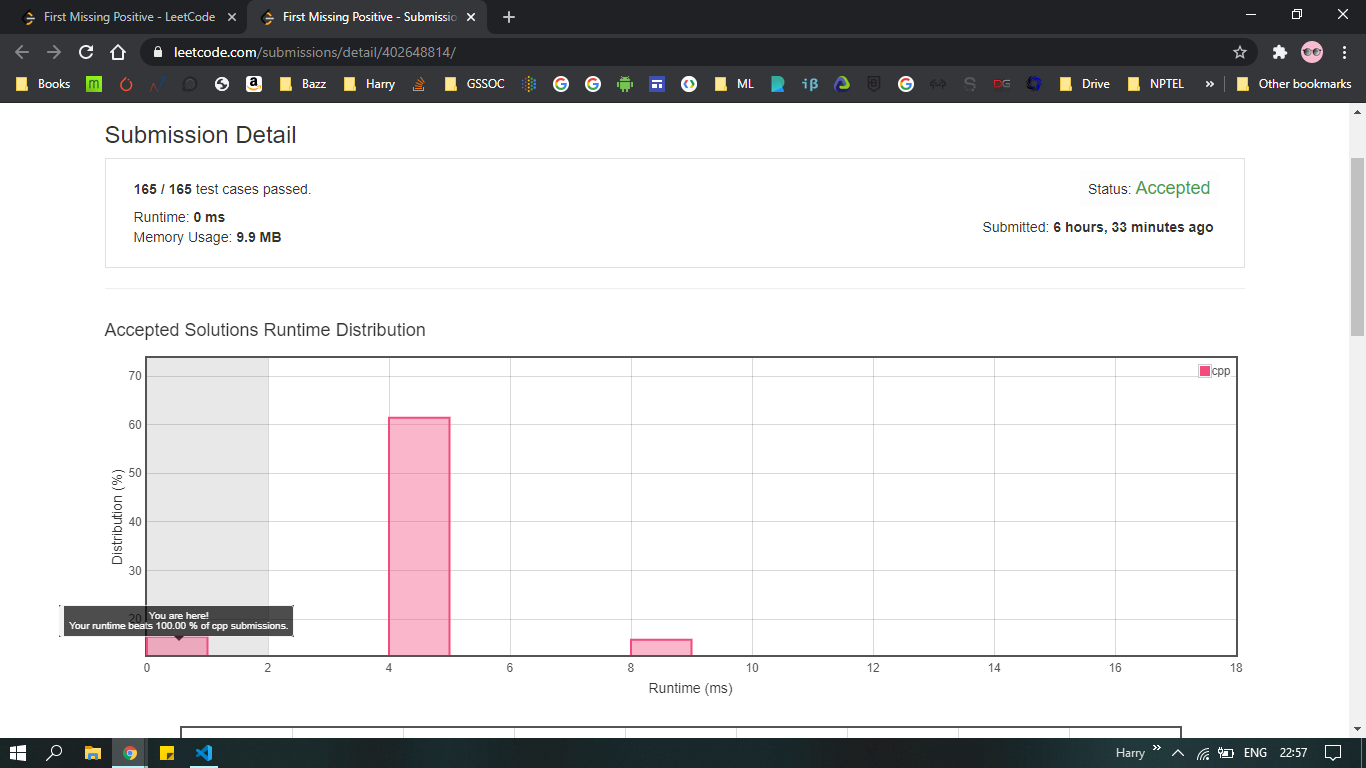 First Missing Positive - LeetCode
First Missing Positive - Submissio
leetcode.com/submissions/detail/402648814/
Books Bazz Harry GSSOC ML iβ DG Drive NPTEL » Other bookmarks
Submission Detail
165 / 165 test cases passed.
Status: Accepted
Runtime: 0 ms
Submitted: 6 hours, 33 minutes ago
Memory Usage: 9.9 MB
Accepted Solutions Runtime Distribution
cpp
70
60
50
40
30
20
Distribution (%)
You are here!
Your runtime beats 100.00 % of cpp submissions.
0 2 4 6 8 10 12 14 16 18
Runtime (ms)
Harry » ENG 22:57